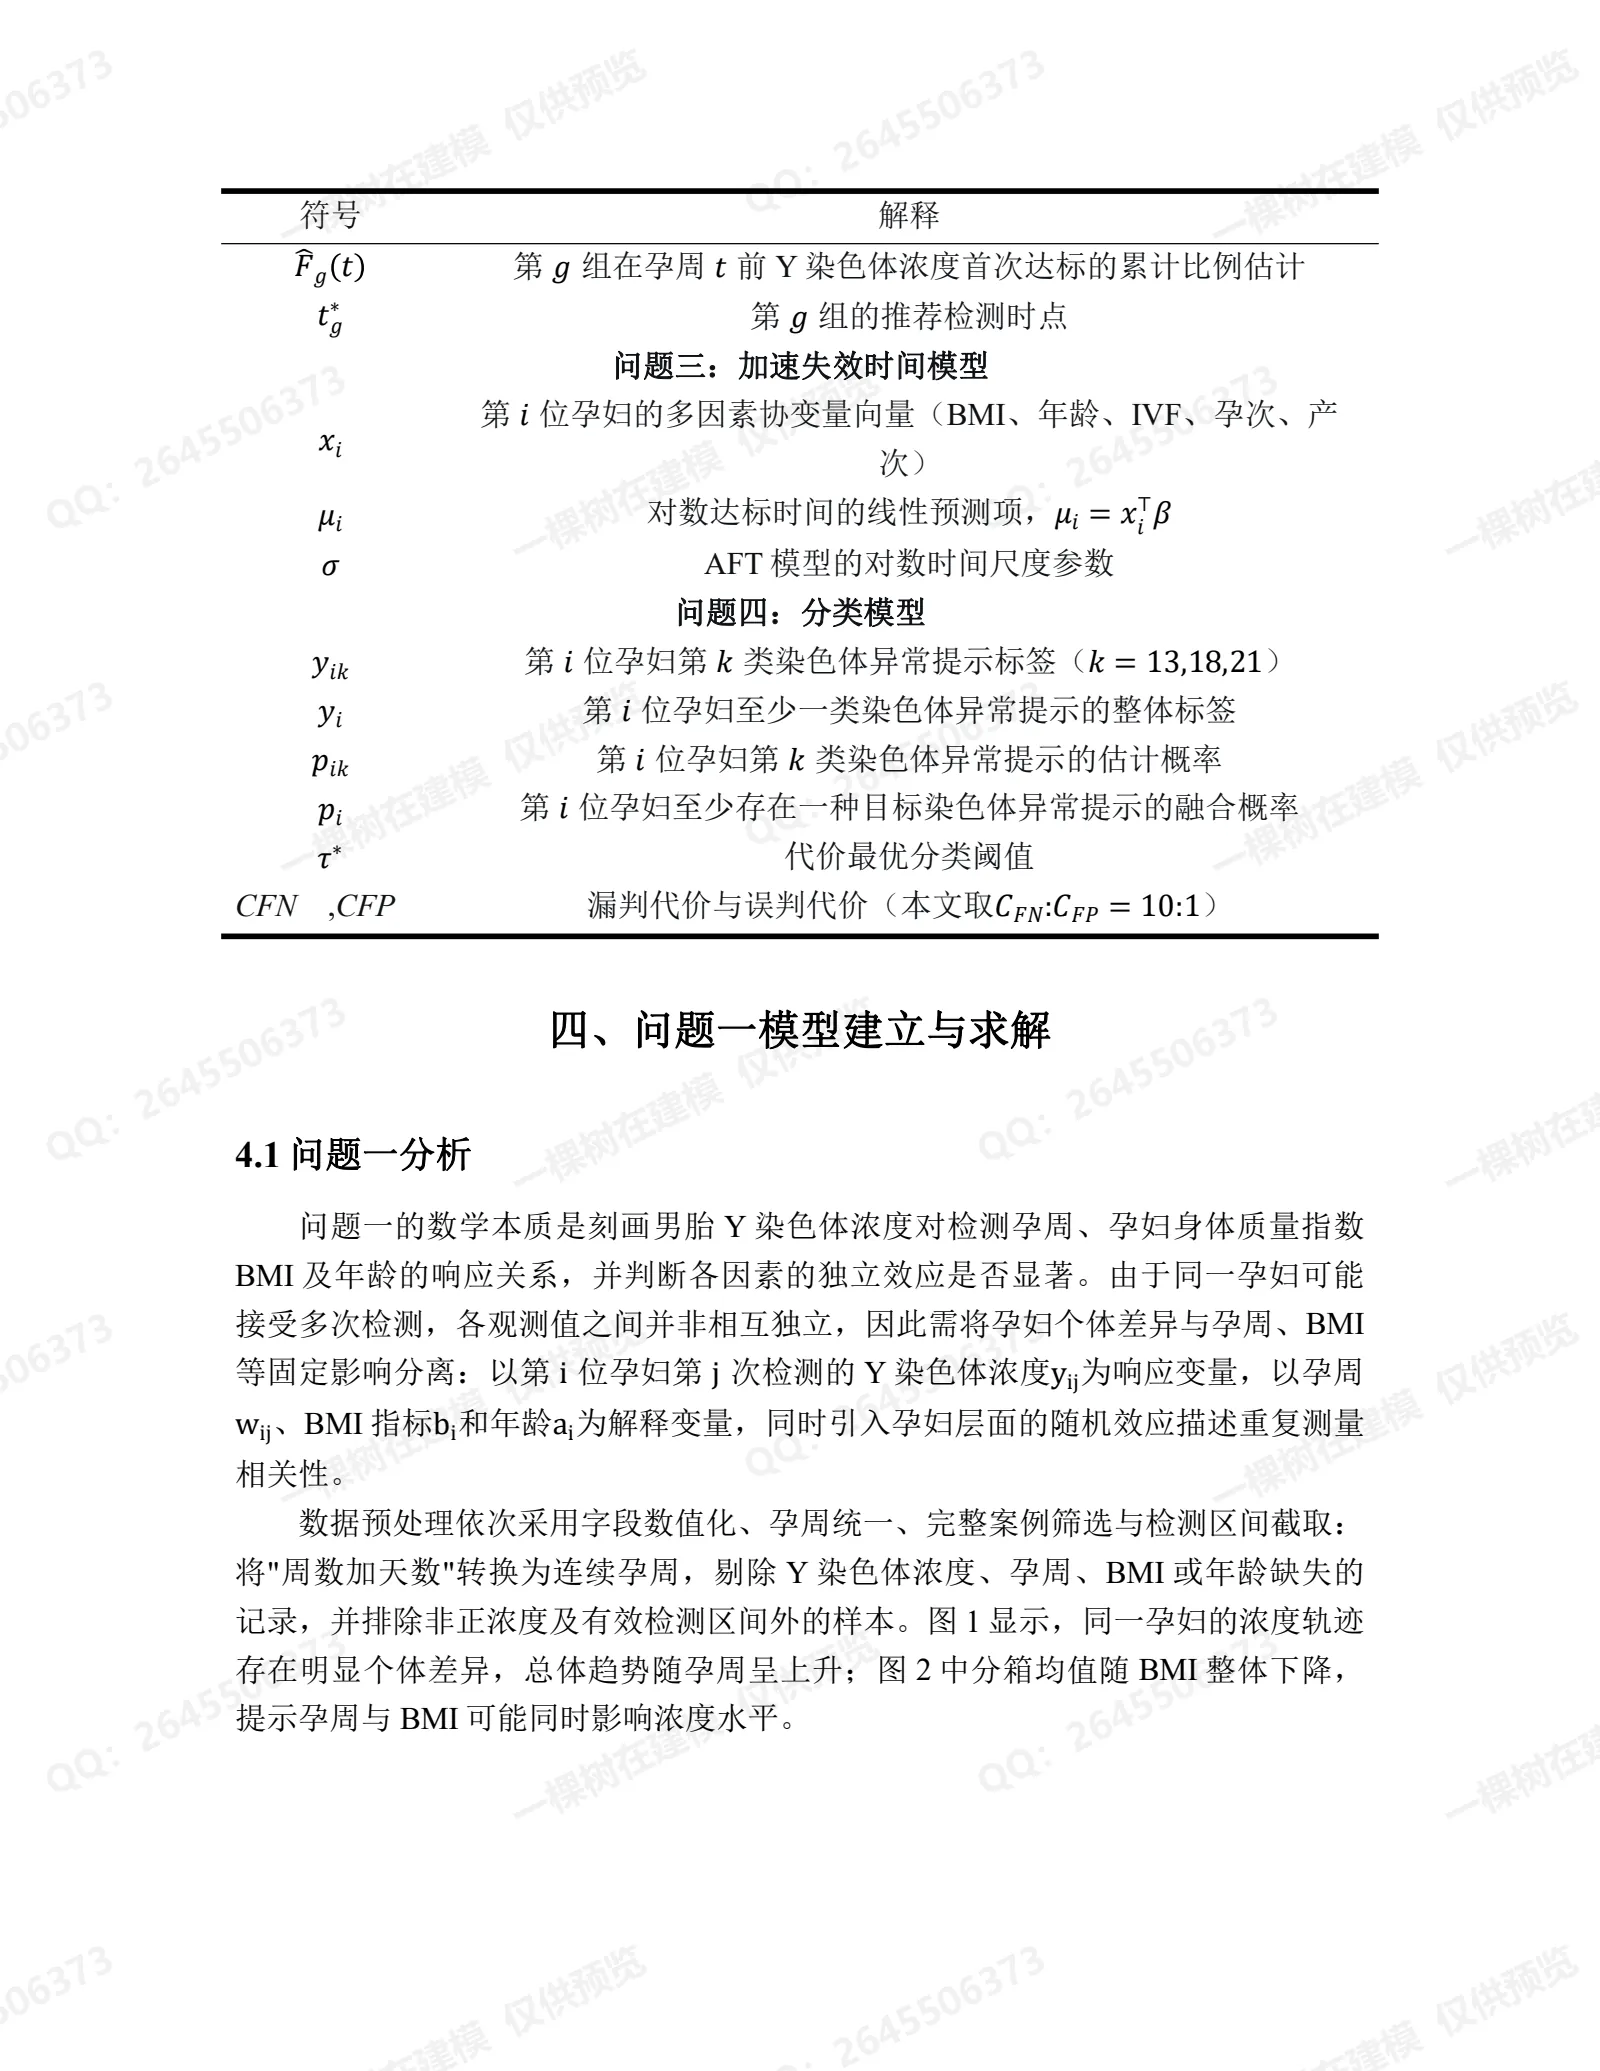 符号 解释
F̂g(t) 第 g 组在孕周 t 前 Y 染色体浓度首次达标的累计比例估计
t*g 第 g 组的推荐检测时点
问题三：加速失效时间模型
xi 第 i 位孕妇的多因素协变量向量（BMI、年龄、IVF、孕次、产
次）
μi 对数达标时间的线性预测项，μi = xi⊤β
σ AFT 模型的对数时间尺度参数
问题四：分类模型
yik 第 i 位孕妇第 k 类染色体异常提示标签（k = 13,18,21）
yi 第 i 位孕妇至少一类染色体异常提示的整体标签
pik 第 i 位孕妇第 k 类染色体异常提示的估计概率
pi 第 i 位孕妇至少存在一种目标染色体异常提示的融合概率
τ* 代价最优分类阈值
CFN ,CFP 漏判代价与误判代价（本文取CFN:CFP = 10:1）
四、问题一模型建立与求解
4.1 问题一分析
问题一的数学本质是刻画男胎 Y 染色体浓度对检测孕周、孕妇身体质量指数
BMI 及年龄的响应关系，并判断各因素的独立效应是否显著。由于同一孕妇可能
接受多次检测，各观测值之间并非相互独立，因此需将孕妇个体差异与孕周、BMI
等固定影响分离：以第 i 位孕妇第 j 次检测的 Y 染色体浓度yij为响应变量，以孕周
wij、BMI 指标bi和年龄ai为解释变量，同时引入孕妇层面的随机效应描述重复测量
相关性。
数据预处理依次采用字段数值化、孕周统一、完整案例筛选与检测区间截取：
将"周数加天数"转换为连续孕周，剔除 Y 染色体浓度、孕周、BMI 或年龄缺失的
记录，并排除非正浓度及有效检测区间外的样本。图 1 显示，同一孕妇的浓度轨迹
存在明显个体差异，总体趋势随孕周呈上升；图 2 中分箱均值随 BMI 整体下降，
提示孕周与 BMI 可能同时影响浓度水平。
一棵树在建模 仅供预览
QQ：2645506373